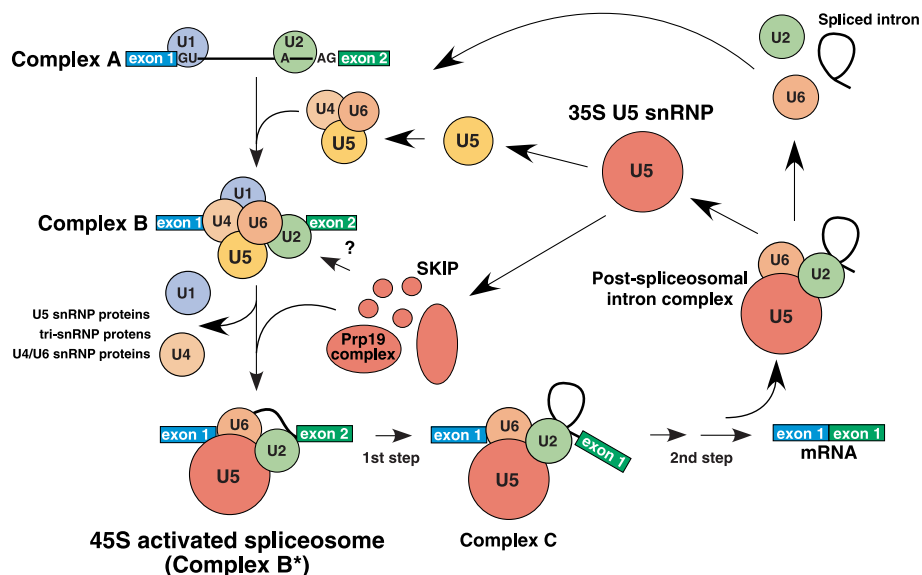 Complex A
exon 1
U1
GU
U2
A
AG
exon 2
U2
Spliced intron
U6
U4
U6
U5
U5
35S U5 snRNP
U5
Complex B
exon 1
U1
U4
U6
U5
U2
exon 2
?
SKIP
Prp19
complex
U1
U5 snRNP proteins
tri-snRNP protens
U4/U6 snRNP proteins
U4
Post-spliceosomal
intron complex
U6
U2
U5
exon 1
U6
U2
U5
exon 2
1st step
exon 1
U6
U2
U5
exon 1
2nd step
exon 1
exon 1
mRNA
45S activated spliceosome
(Complex B*)
Complex C